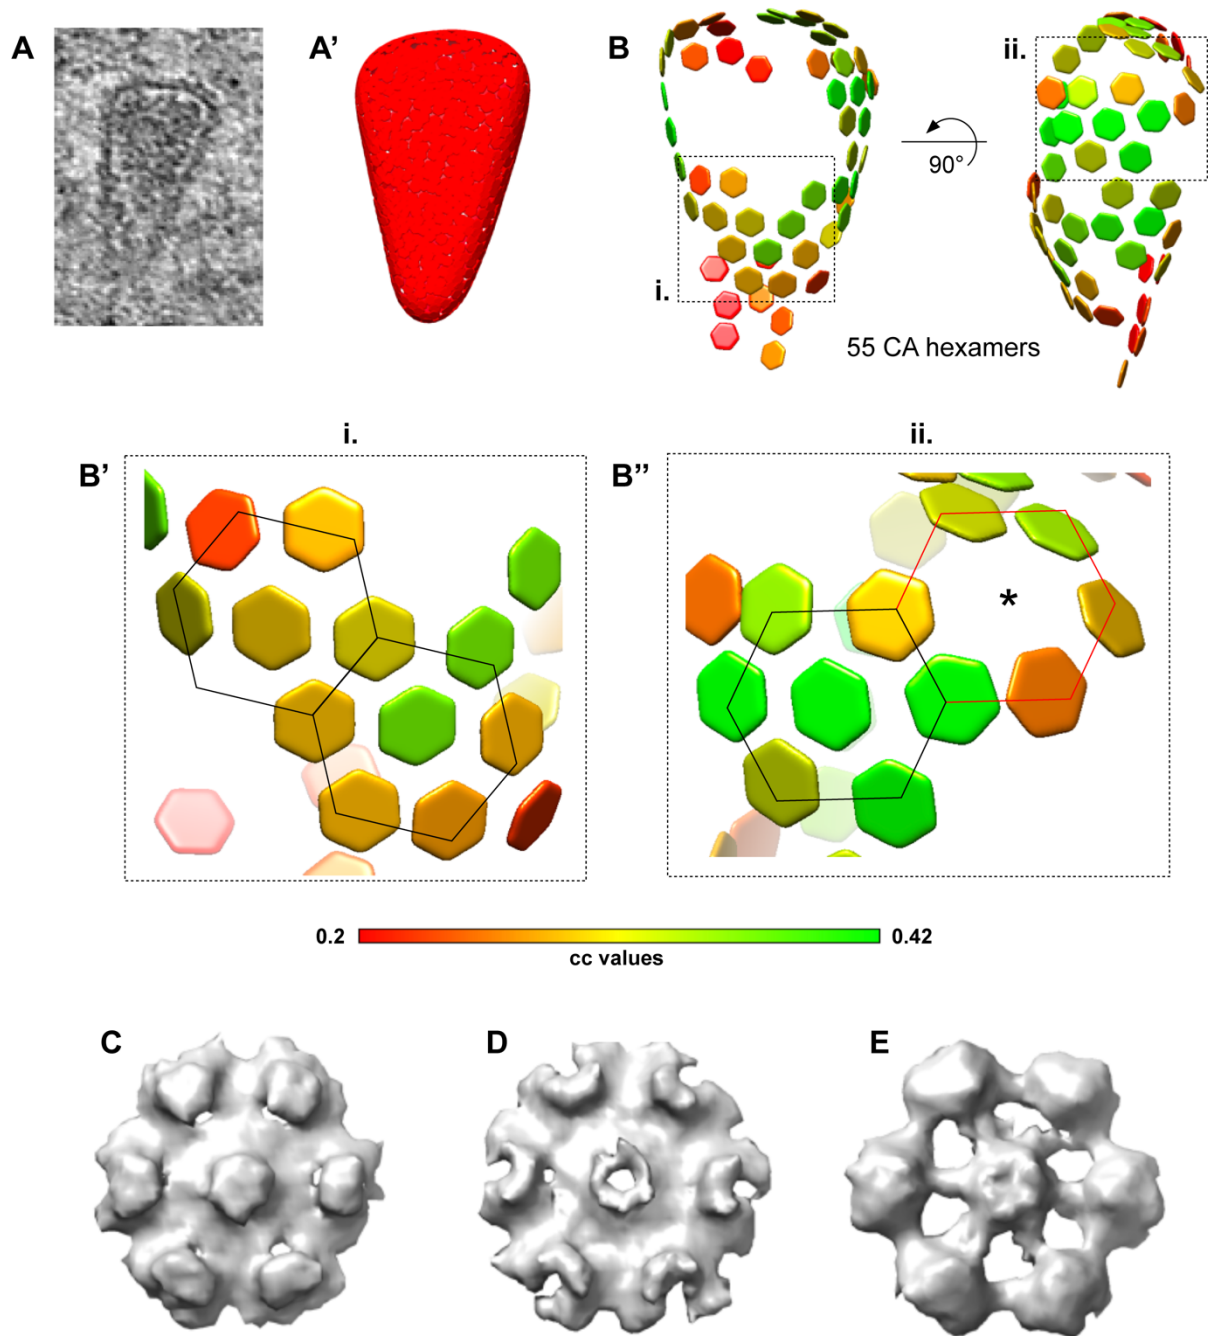 A
A'
B
ii.
90°
i.
55 CA hexamers
i.
ii.
B'
B"
*
0.2
0.42
cc values
C
D
E